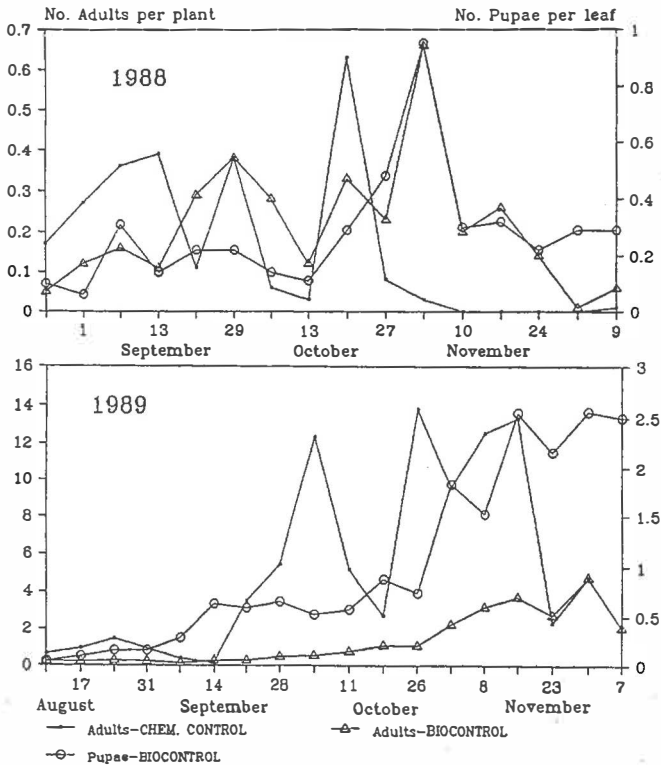 No. Adults per plant No. Pupae per leaf
0.7 1
1988
0.6 0.8
0.5
0.4 0.6
0.3 0.4
0.2
0.1 0.2
0 0
1 13 29 13 27 10 24 9
September October November
16 3
1989
14 2.5
12
10 2
8 1.5
6
4 1
2 0.5
0 0
17 31 14 28 11 26 8 23 7
August September October November
Adults-CHEM. CONTROL Adults-BIOCONTROL
Pupae-BIOCONTROL